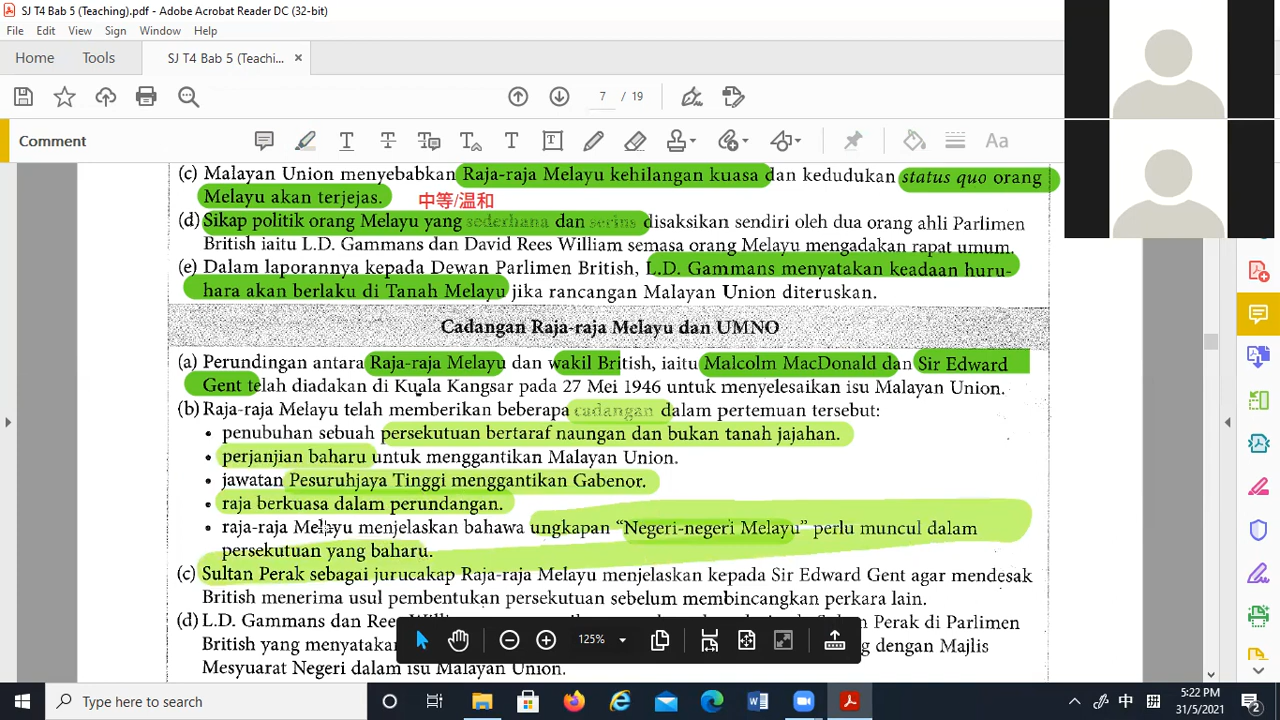 SJ T4 Bab 5 (Teaching).pdf - Adobe Acrobat Reader DC (32-bit)
File Edit View Sign Window Help
Home Tools SJ T4 Bab 5 (Teachi... ×
7 / 19
Comment
Aa
(c) Malayan Union menyebabkan Raja-raja Melayu kehilangan kuasa dan kedudukan status quo orang
Melayu akan terjejas.
中等/温和
(d) Sikap politik orang Melayu yang sederhana dan serius disaksikan sendiri oleh dua orang ahli Parlimen
British iaitu L.D. Gammans dan David Rees William semasa orang Melayu mengadakan rapat umum.
(e) Dalam laporannya kepada Dewan Parlimen British, L.D. Gammans menyatakan keadaan huru-
hara akan berlaku di Tanah Melayu jika rancangan Malayan Union diteruskan.
Cadangan Raja-raja Melayu dan UMNO
(a) Perundingan antara Raja-raja Melayu dan wakil British, iaitu Malcolm MacDonald dan Sir Edward
Gent telah diadakan di Kuala Kangsar pada 27 Mei 1946 untuk menyelesaikan isu Malayan Union.
(b) Raja-raja Melayu telah memberikan beberapa cadangan dalam pertemuan tersebut:
• penubuhan sebuah persekutuan bertaraf naungan dan bukan tanah jajahan.
• perjanjian baharu untuk menggantikan Malayan Union.
• jawatan Pesuruhjaya Tinggi menggantikan Gabenor.
• raja berkuasa dalam perundangan.
• raja-raja Melayu menjelaskan bahawa ungkapan “Negeri-negeri Melayu” perlu muncul dalam
persekutuan yang baharu.
(c) Sultan Perak sebagai jurucakap Raja-raja Melayu menjelaskan kepada Sir Edward Gent agar mendesak
British menerima usul pembentukan persekutuan sebelum membincangkan perkara lain.
(d) L.D. Gammans dan Rees Perak di Parlimen
British yang menyatakan dengan Majlis
Mesyuarat Negeri dalam isu Malayan Union.
125%
Type here to search
中 拼
5:22 PM
31/5/2021
2